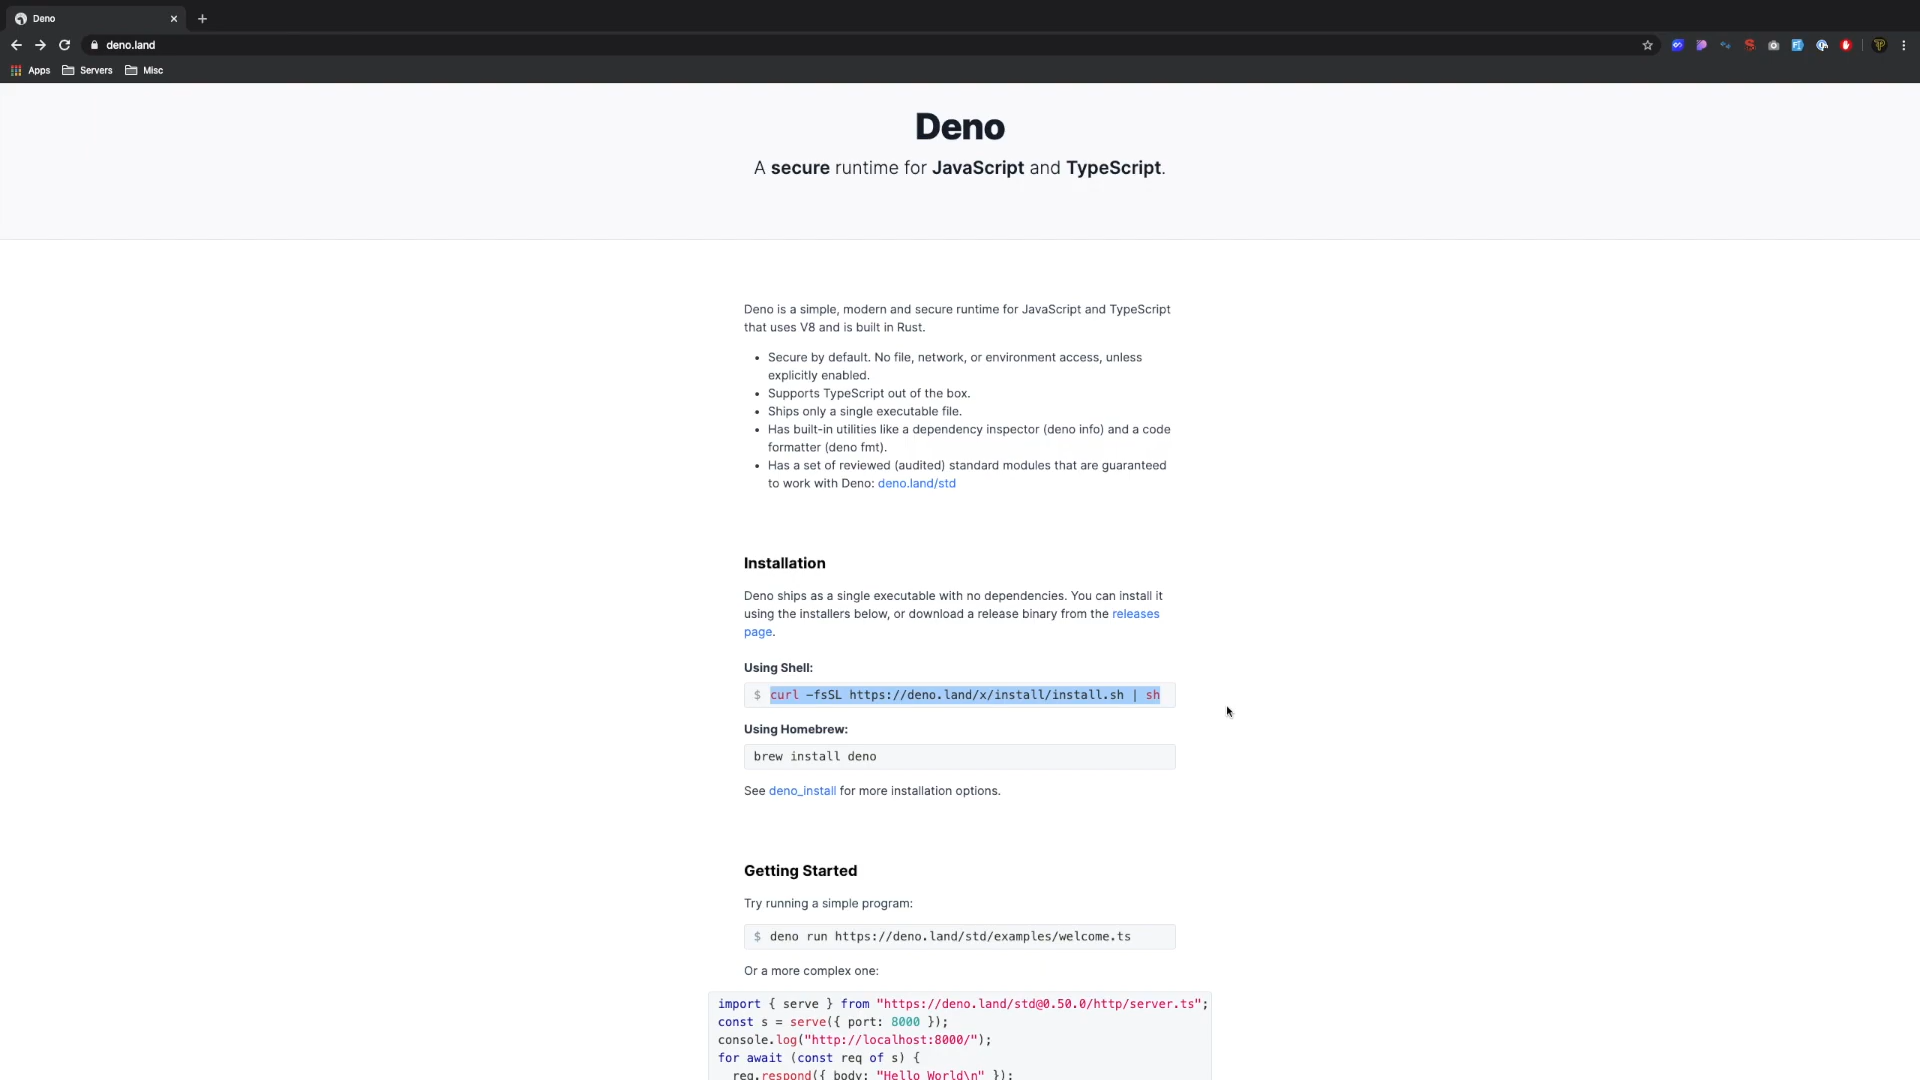 Deno
deno.land
Apps Servers Misc
Deno
A secure runtime for JavaScript and TypeScript.
Deno is a simple, modern and secure runtime for JavaScript and TypeScript
that uses V8 and is built in Rust.
• Secure by default. No file, network, or environment access, unless
explicitly enabled.
• Supports TypeScript out of the box.
• Ships only a single executable file.
• Has built-in utilities like a dependency inspector (deno info) and a code
formatter (deno fmt).
• Has a set of reviewed (audited) standard modules that are guaranteed
to work with Deno: deno.land/std
Installation
Deno ships as a single executable with no dependencies. You can install it
using the installers below, or download a release binary from the releases
page.
Using Shell:
$ curl -fsSL https://deno.land/x/install/install.sh | sh
Using Homebrew:
brew install deno
See deno_install for more installation options.
Getting Started
Try running a simple program:
$ deno run https://deno.land/std/examples/welcome.ts
Or a more complex one:
import { serve } from "https://deno.land/std@0.50.0/http/server.ts";
const s = serve({ port: 8000 });
console.log("http://localhost:8000/");
for await (const req of s) {
req.respond({ body: "Hello World\n" });